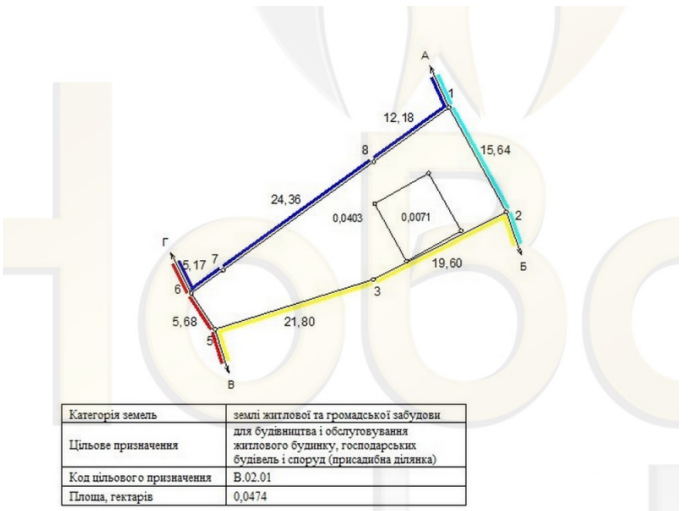 А
1
12,18
8
15,64
24,36
0,0403
0,0071
2
Г
5,17
7
19,60
Б
6
3
5,68
21,80
5
В
Категорія земель
землі житлової та громадської забудови
Цільове призначення
для будівництва і обслуговування
житлового будинку, господарських
будівель і споруд (присадибна ділянка)
Код цільового призначення
В.02.01
Площа, гектарів
0,0474